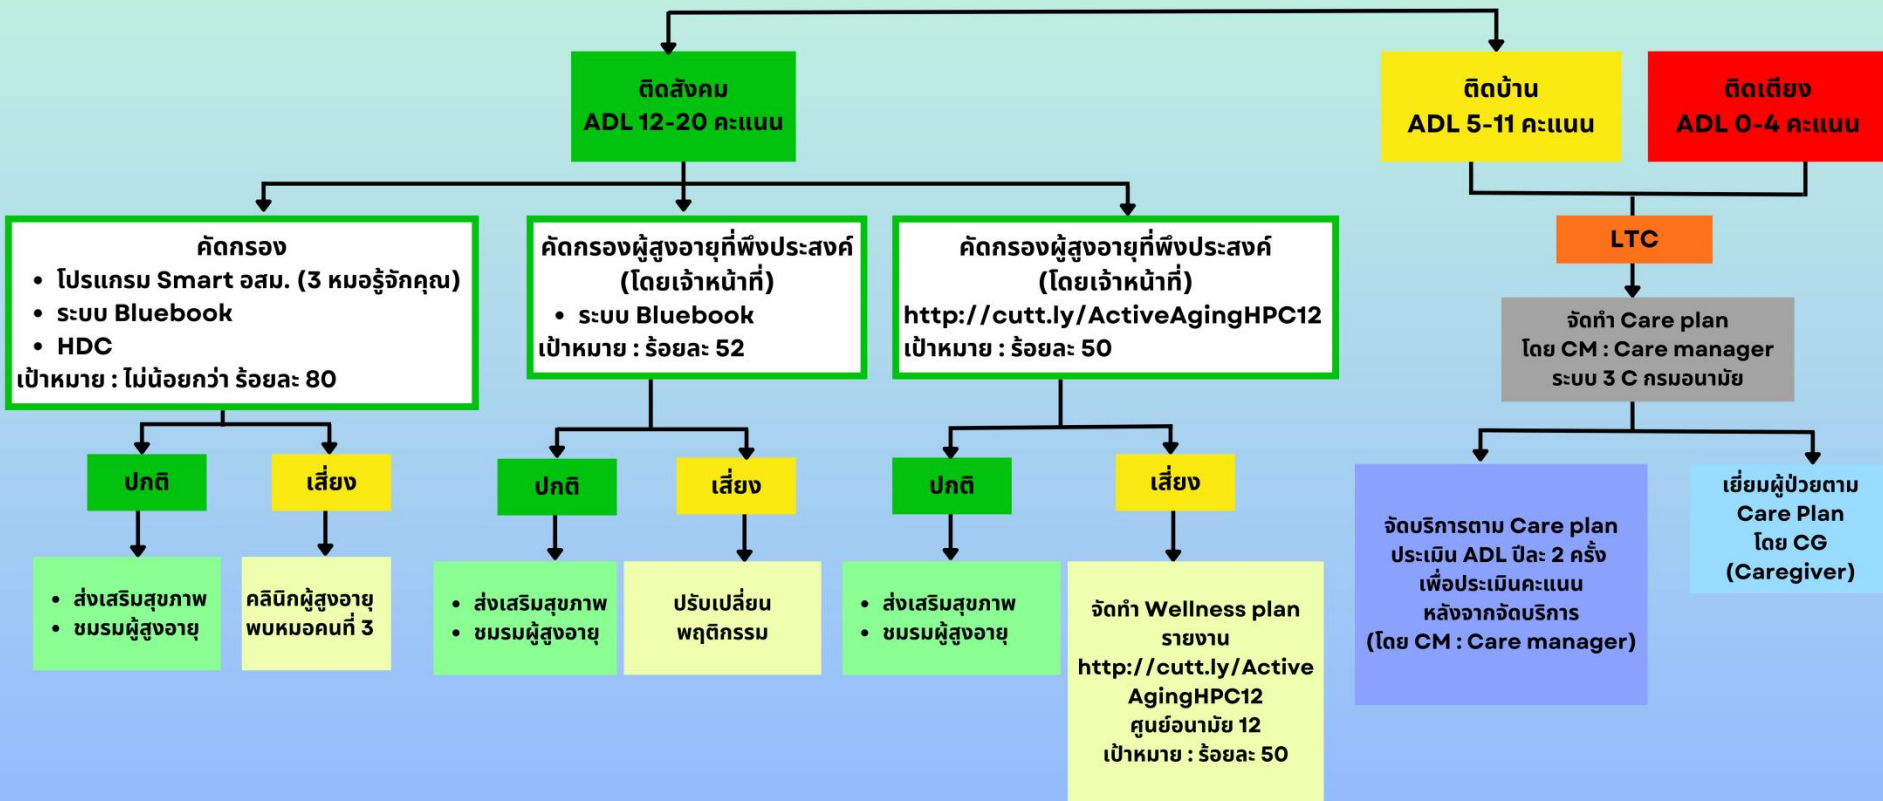 ติดสังคม
ADL 12-20 คะแนน
ติดบ้าน
ADL 5-11 คะแนน
ติดเตียง
ADL 0-4 คะแนน
คัดกรอง
• โปรแกรม Smart อสม. (3 หมอรู้จักคุณ)
• ระบบ Bluebook
• HDC
เป้าหมาย : ไม่น้อยกว่า ร้อยละ 80
คัดกรองผู้สูงอายุที่พึงประสงค์
(โดยเจ้าหน้าที่)
• ระบบ Bluebook
เป้าหมาย : ร้อยละ 52
คัดกรองผู้สูงอายุที่พึงประสงค์
(โดยเจ้าหน้าที่)
http://cutt.ly/ActiveAgingHPC12
เป้าหมาย : ร้อยละ 50
LTC
จัดทำ Care plan
โดย CM : Care manager
ระบบ 3 C กรมอนามัย
ปกติ
เสี่ยง
ปกติ
เสี่ยง
ปกติ
เสี่ยง
• ส่งเสริมสุขภาพ
• ชมรมผู้สูงอายุ
คลินิกผู้สูงอายุ
พบหมอคนที่ 3
• ส่งเสริมสุขภาพ
• ชมรมผู้สูงอายุ
ปรับเปลี่ยน
พฤติกรรม
• ส่งเสริมสุขภาพ
• ชมรมผู้สูงอายุ
จัดทำ Wellness plan
รายงาน
http://cutt.ly/Active
AgingHPC12
ศูนย์อนามัย 12
เป้าหมาย : ร้อยละ 50
จัดบริการตาม Care plan
ประเมิน ADL ปีละ 2 ครั้ง
เพื่อประเมินคะแนน
หลังจากจัดบริการ
(โดย CM : Care manager)
เยี่ยมผู้ป่วยตาม
Care Plan
โดย CG
(Caregiver)